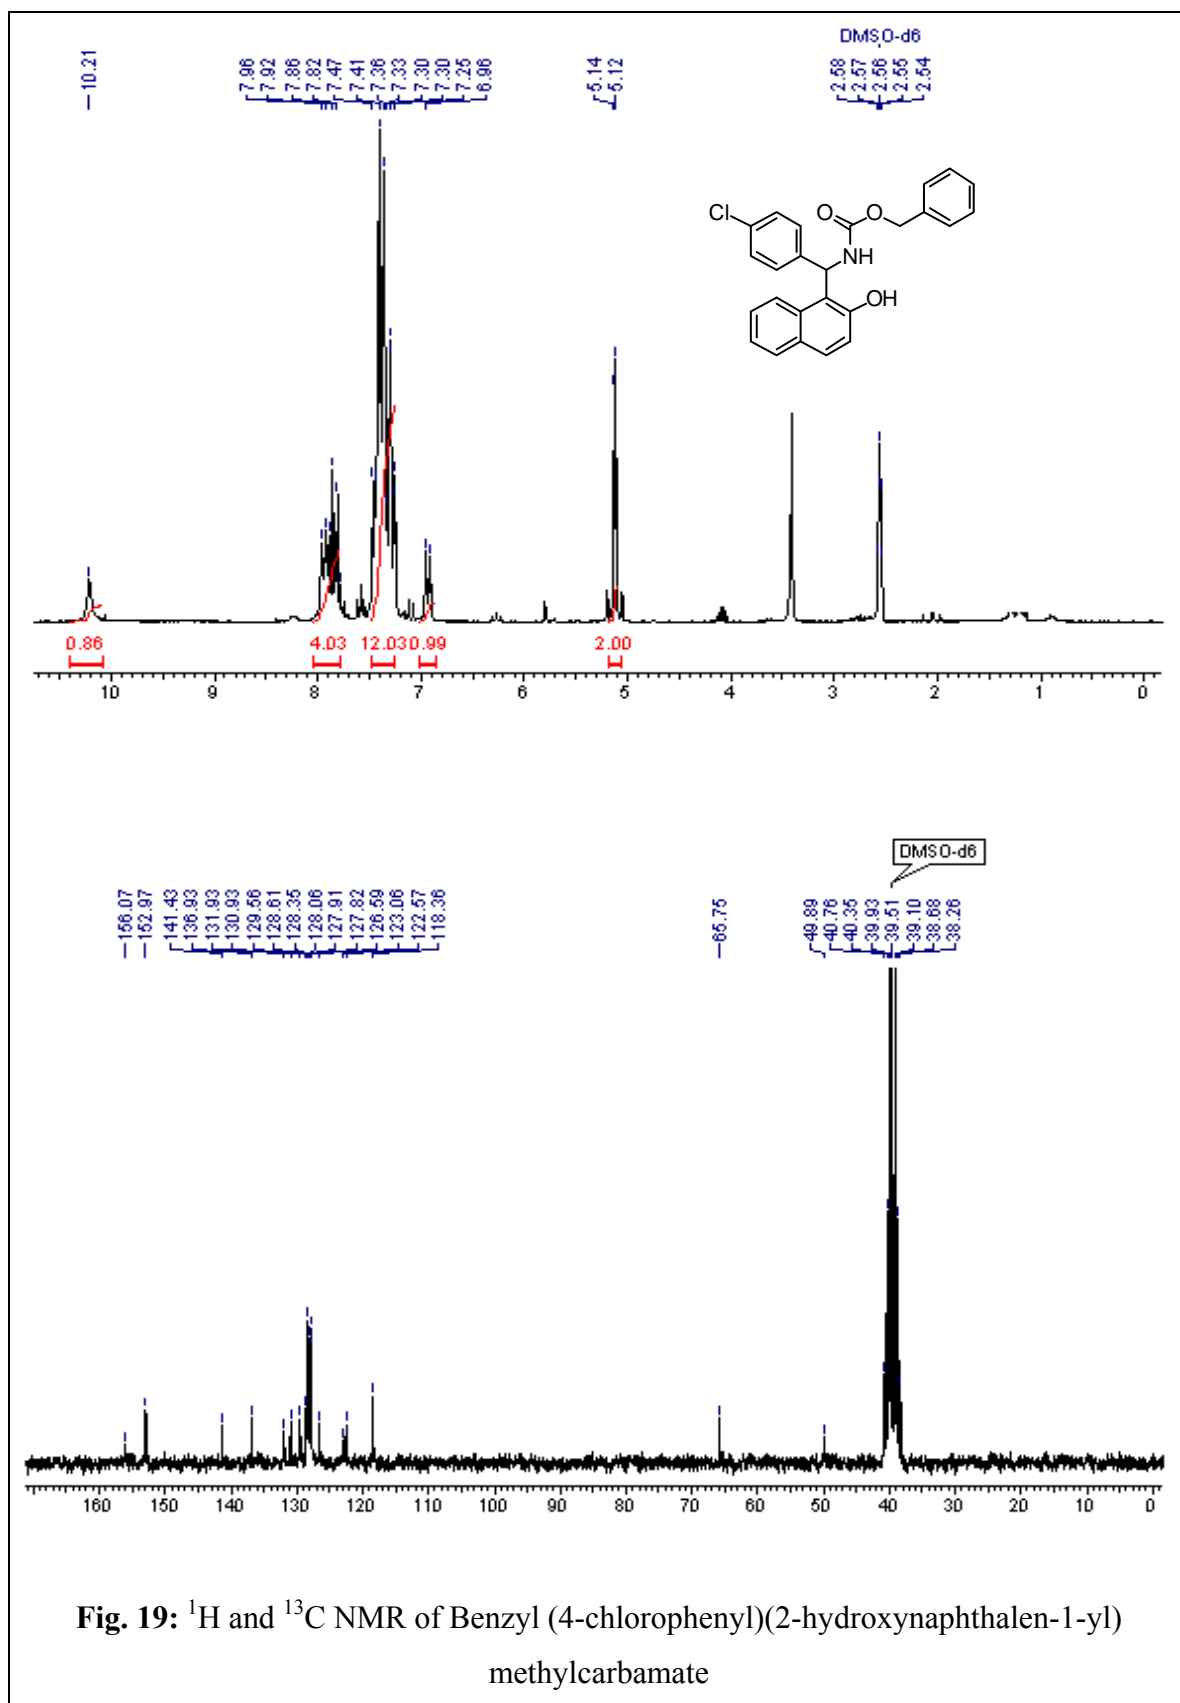 DMSO-d6
10.21
7.96 7.92 7.86 7.82 7.47 7.41 7.36 7.33 7.30 7.30 7.25 6.96
5.14 5.12
2.58 2.57 2.56 2.55 2.54
Cl O O NH OH
0.86 4.03 12.03 0.99 2.00
10 9 8 7 6 5 4 3 2 1 0
DMSO-d6
156.07 152.97
141.43 136.93 131.93 130.93 129.56 128.61 128.35 128.06 127.91 127.82 126.59 123.06 122.57 118.36
65.75
49.89 40.76 40.35 39.93 39.51 39.10 38.68 38.26
160 150 140 130 120 110 100 90 80 70 60 50 40 30 20 10 0
Fig. 19: ¹H and ¹³C NMR of Benzyl (4-chlorophenyl)(2-hydroxynaphthalen-1-yl)
methylcarbamate